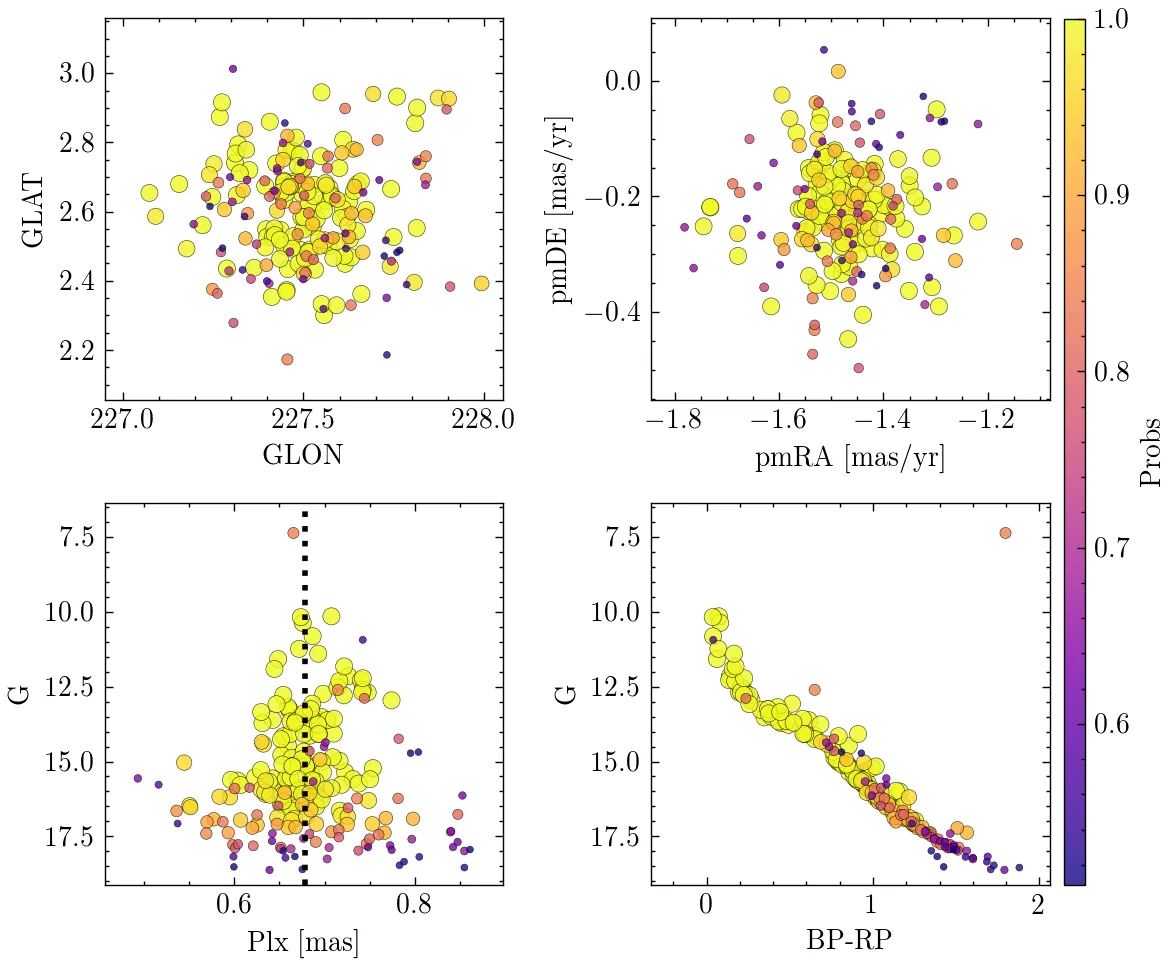 3.0
2.8
2.6
2.4
2.2
GLAT
227.0 227.5 228.0
GLON
0.0
−0.2
−0.4
pmDE [mas/yr]
−1.8 −1.6 −1.4 −1.2
pmRA [mas/yr]
7.5
10.0
12.5
15.0
17.5
G
0.6 0.8
Plx [mas]
7.5
10.0
12.5
15.0
17.5
G
0 1 2
BP-RP
1.0
0.9
0.8
0.7
0.6
Probs